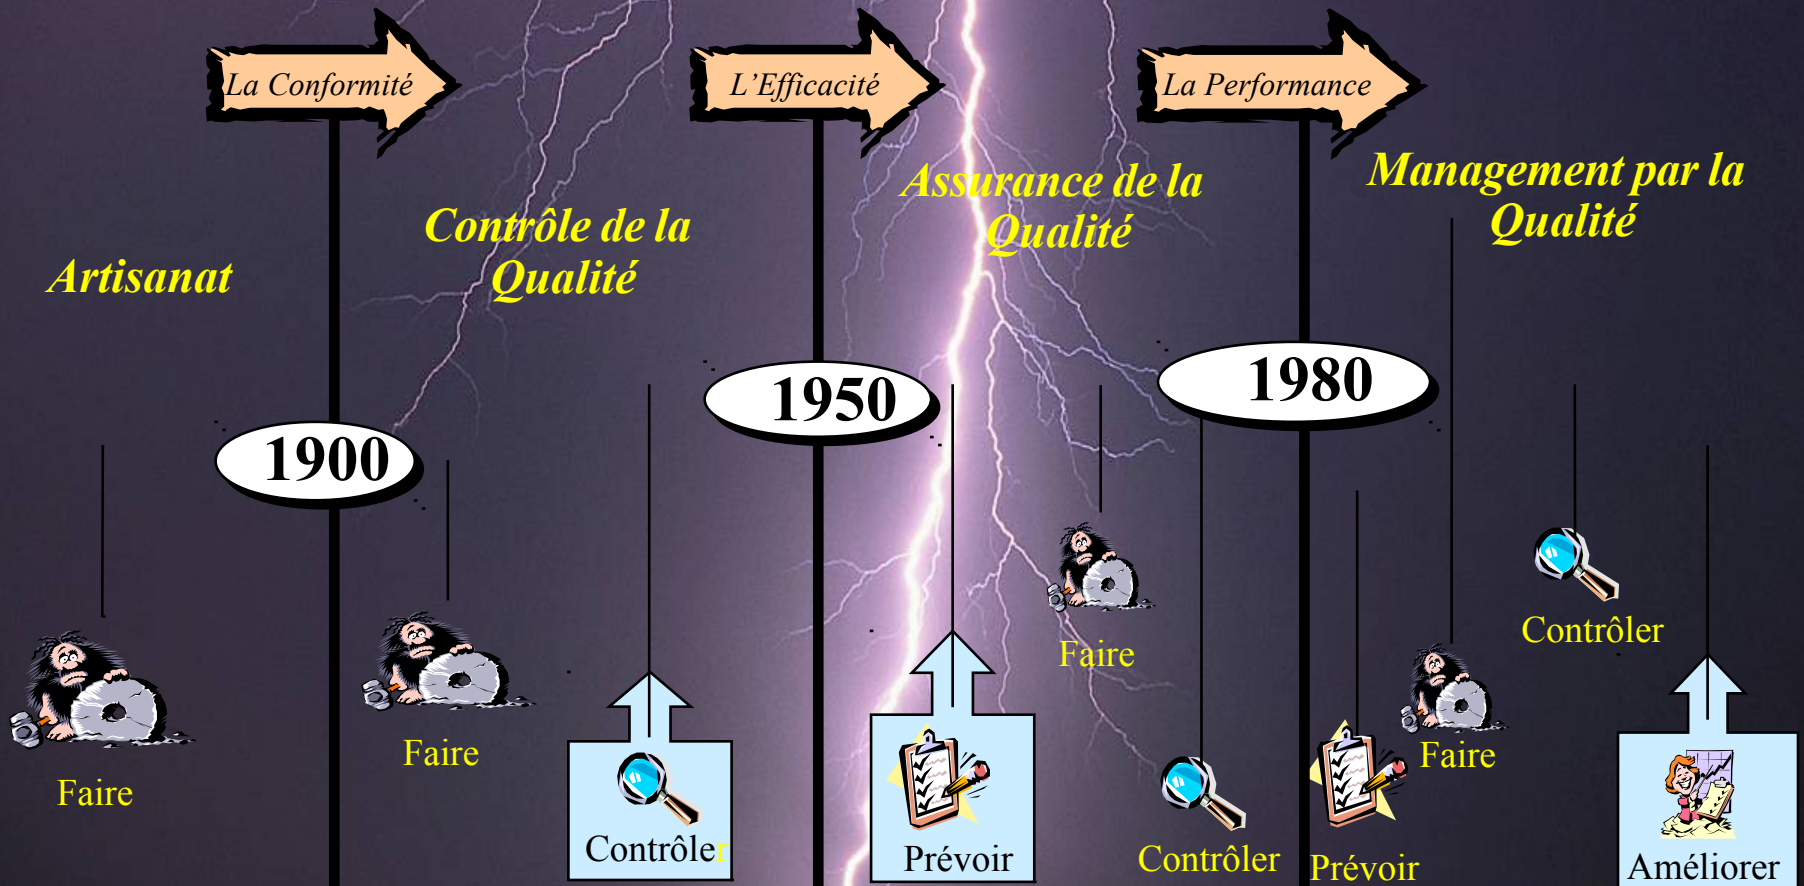 La Conformité
L'Efficacité
La Performance
Artisanat
Contrôle de la
Qualité
Assurance de la
Qualité
Management par la
Qualité
1900
1950
1980
Faire
Faire
Contrôler
Prévoir
Faire
Contrôler
Prévoir
Faire
Contrôler
Améliorer